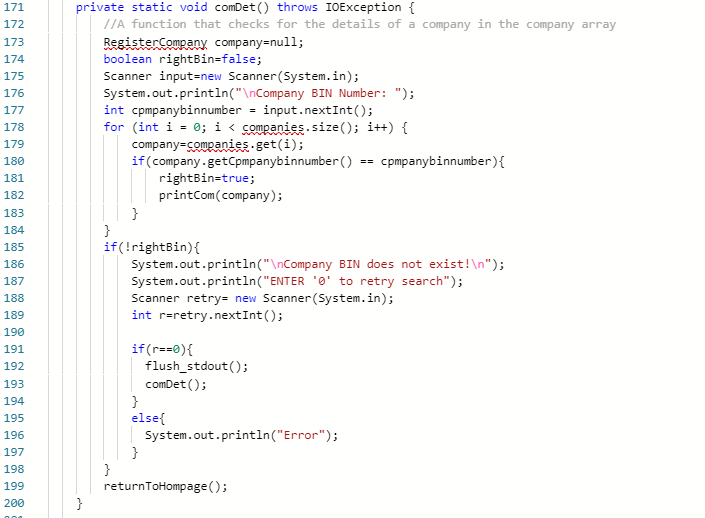 171 private static void comDet() throws IOException {
172 //A function that checks for the details of a company in the company array
173 RegisterCompany company=null;
174 boolean rightBin=false;
175 Scanner input=new Scanner(System.in);
176 System.out.println("\nCompany BIN Number: ");
177 int cpmpanybinnumber = input.nextInt();
178 for (int i = 0; i < companies.size(); i++) {
179 company=companies.get(i);
180 if(company.getCpmpanybinnumber() == cpmpanybinnumber){
181 rightBin=true;
182 printCom(company);
183 }
184 }
185 if(!rightBin){
186 System.out.println("\nCompany BIN does not exist!\n");
187 System.out.println("ENTER '0' to retry search");
188 Scanner retry= new Scanner(System.in);
189 int r=retry.nextInt();
190
191 if(r==0){
192 flush_stdout();
193 comDet();
194 }
195 else{
196 System.out.println("Error");
197 }
198 }
199 returnToHompage();
200 }